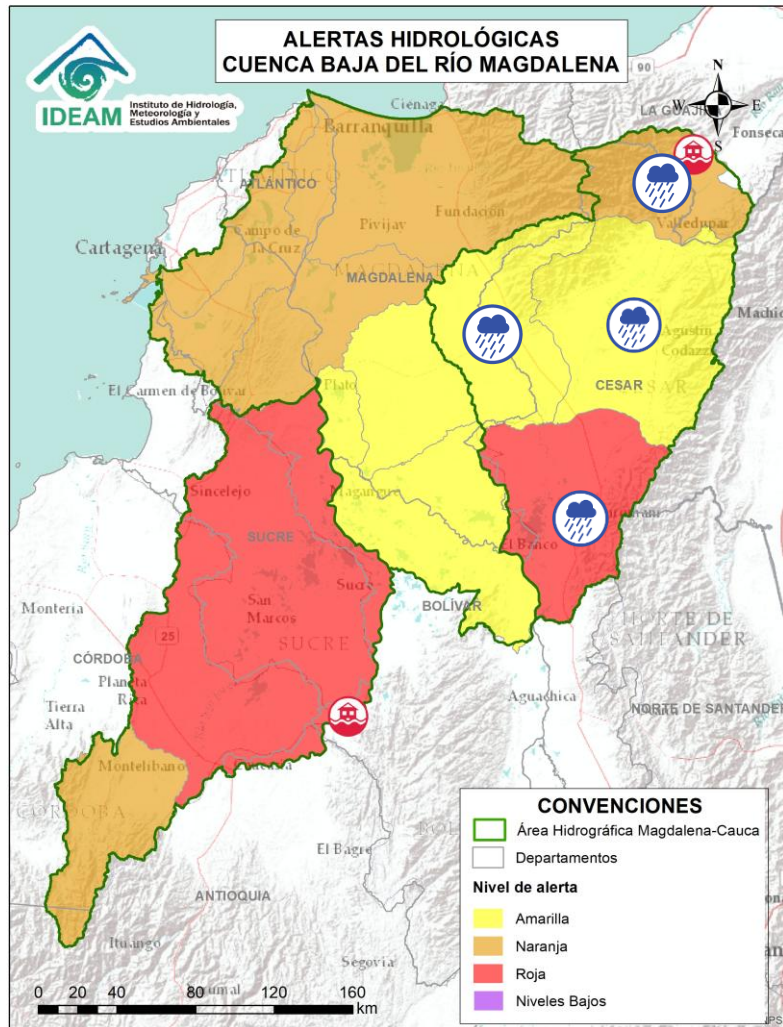 ALERTAS HIDROLÓGICAS
CUENCA BAJA DEL RÍO MAGDALENA
IDEAM
Instituto de Hidrología,
Meteorología y
Estudios Ambientales
90
N
W
E
S
LA GUAJI
Ciénaga
Barranquilla
Fonseca
ATLÁNTICO
Fundación
Pivijay
Campo de
la Cruz
Valledupar
Cartagena
MAGDALENA
Agustín
Codazzi
CESAR
Plato
El Carmen de Bolívar
Sincelejo
Magangué
SUCRE
El Banco
Sucre
San
Marcos
BOLÍVAR
Montería
SUCRE
25
CÓRDOBA
Planeta
Rica
NORTE DE
SANTANDER
Tierra
Alta
Aguachica
NORTE DE SANTANDER
Montelíbano
El Bagre
ANTIOQUIA
Ituango
Segovia
0 20 40 80 120 160
km
CONVENCIONES
Área Hidrográfica Magdalena-Cauca
Departamentos
Nivel de alerta
Amarilla
Naranja
Roja
Niveles Bajos